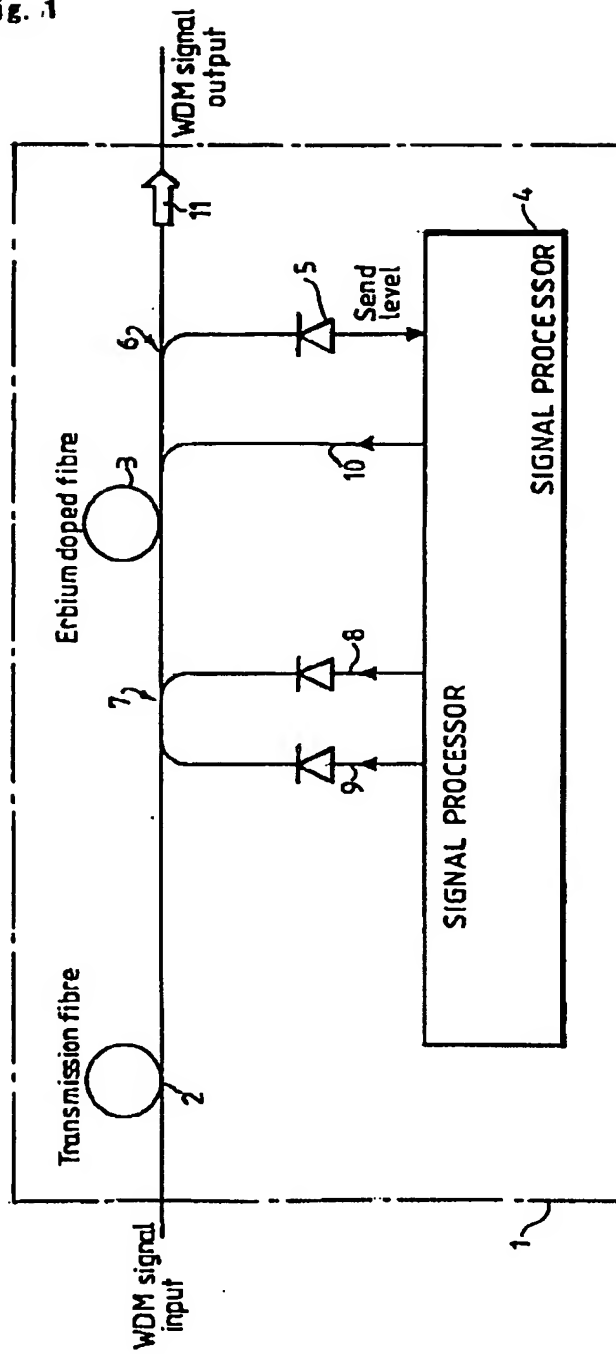 Fig. 1
WDM signal
input
Transmission fibre
2
Erbium doped fibre
3
7
6
WDM signal
output
11
9
8
10
5
Send
level
4
SIGNAL PROCESSOR
SIGNAL PROCESSOR
1